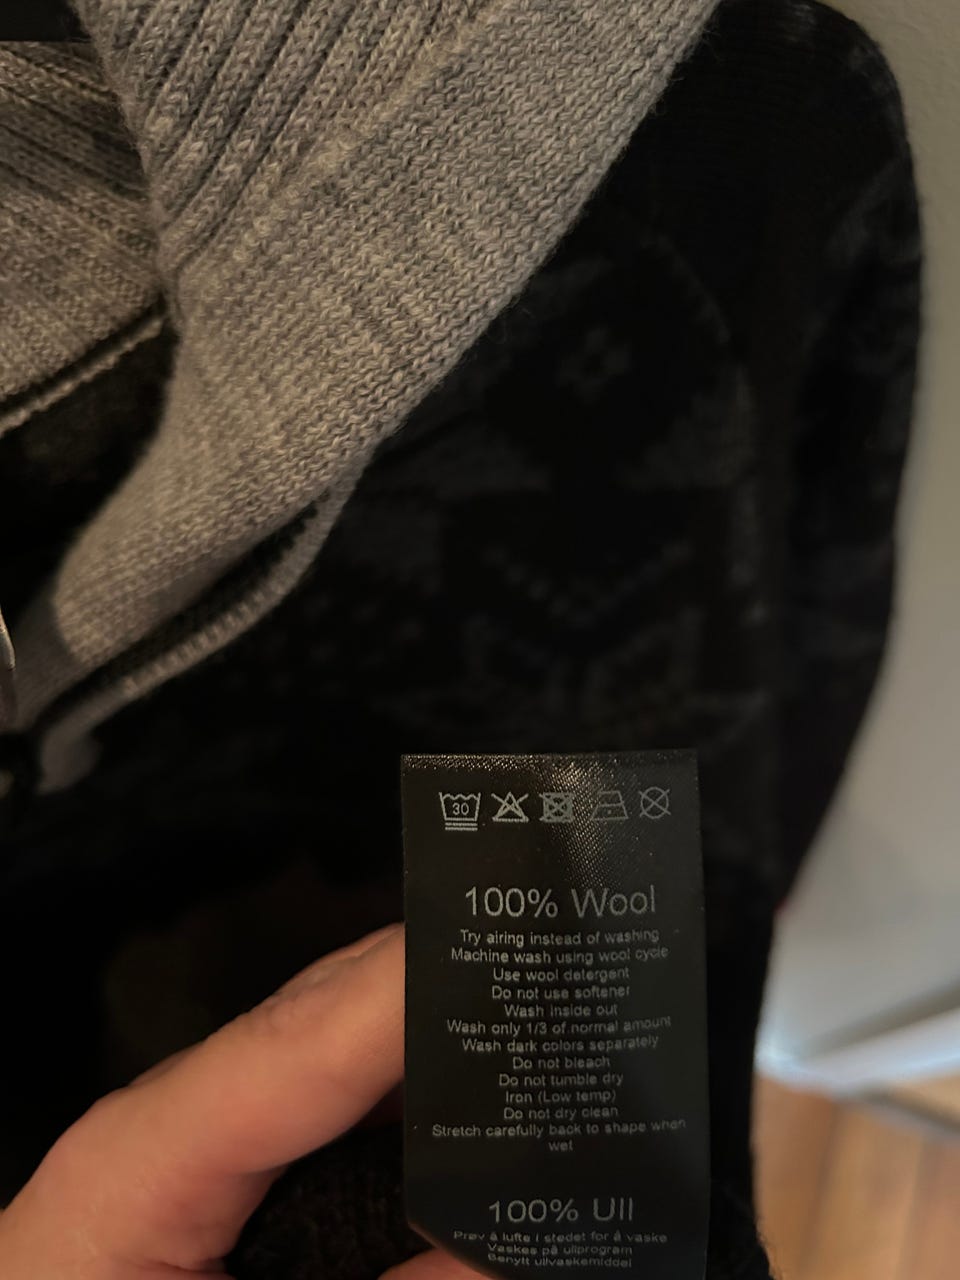 30
100% Wool
Try airing instead of washing
Machine wash using wool cycle
Use wool detergent
Do not use softener
Wash inside out
Wash only 1/3 of normal amount
Wash dark colors separately
Do not bleach
Do not tumble dry
Iron (Low temp)
Do not dry clean
Stretch carefully back to shape when
wet
100% Ull
Prøv å lufte i stedet for å vaske
Vaskes på ullprogram
Benytt ullvaskemiddel